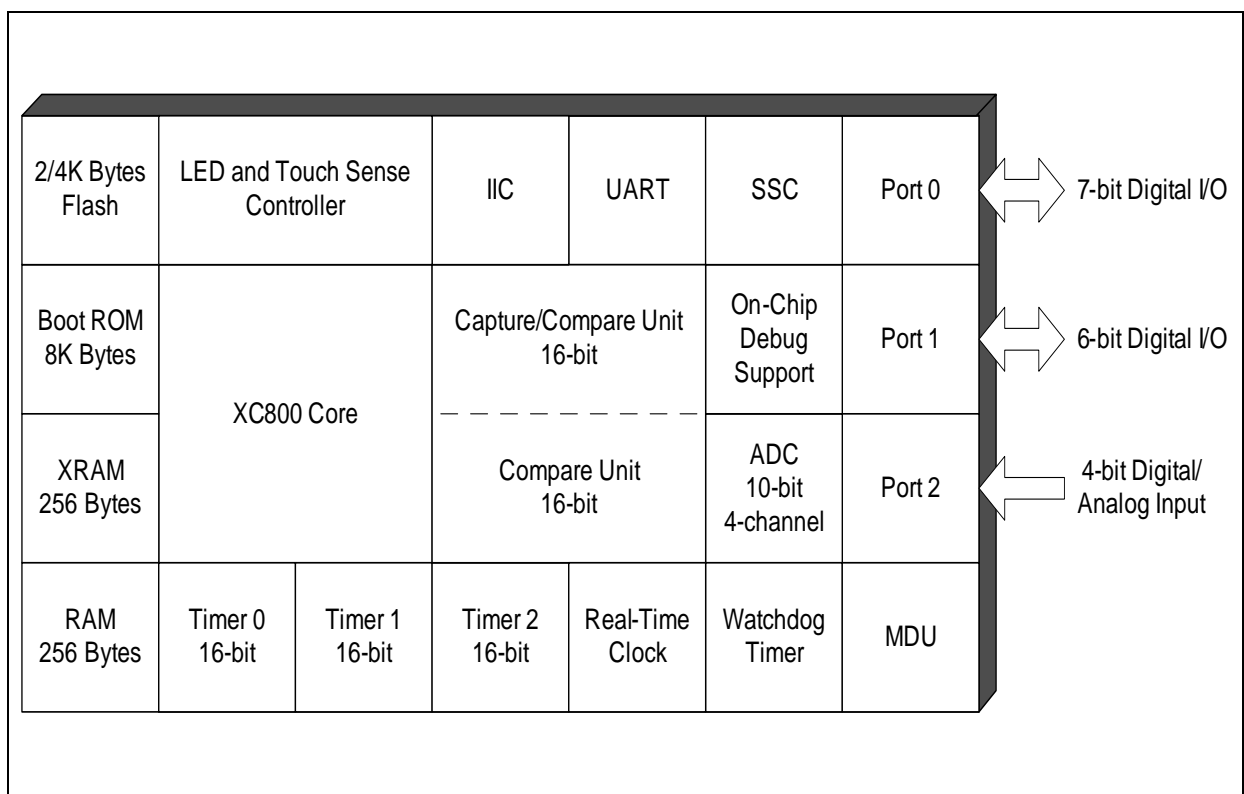 2/4K Bytes
Flash
LED and Touch Sense
Controller
IIC
UART
SSC
Port 0
7-bit Digital I/O
Boot ROM
8K Bytes
XC800 Core
Capture/Compare Unit
16-bit
On-Chip
Debug
Support
Port 1
6-bit Digital I/O
XRAM
256 Bytes
Compare Unit
16-bit
ADC
10-bit
4-channel
Port 2
4-bit Digital/
Analog Input
RAM
256 Bytes
Timer 0
16-bit
Timer 1
16-bit
Timer 2
16-bit
Real-Time
Clock
Watchdog
Timer
MDU